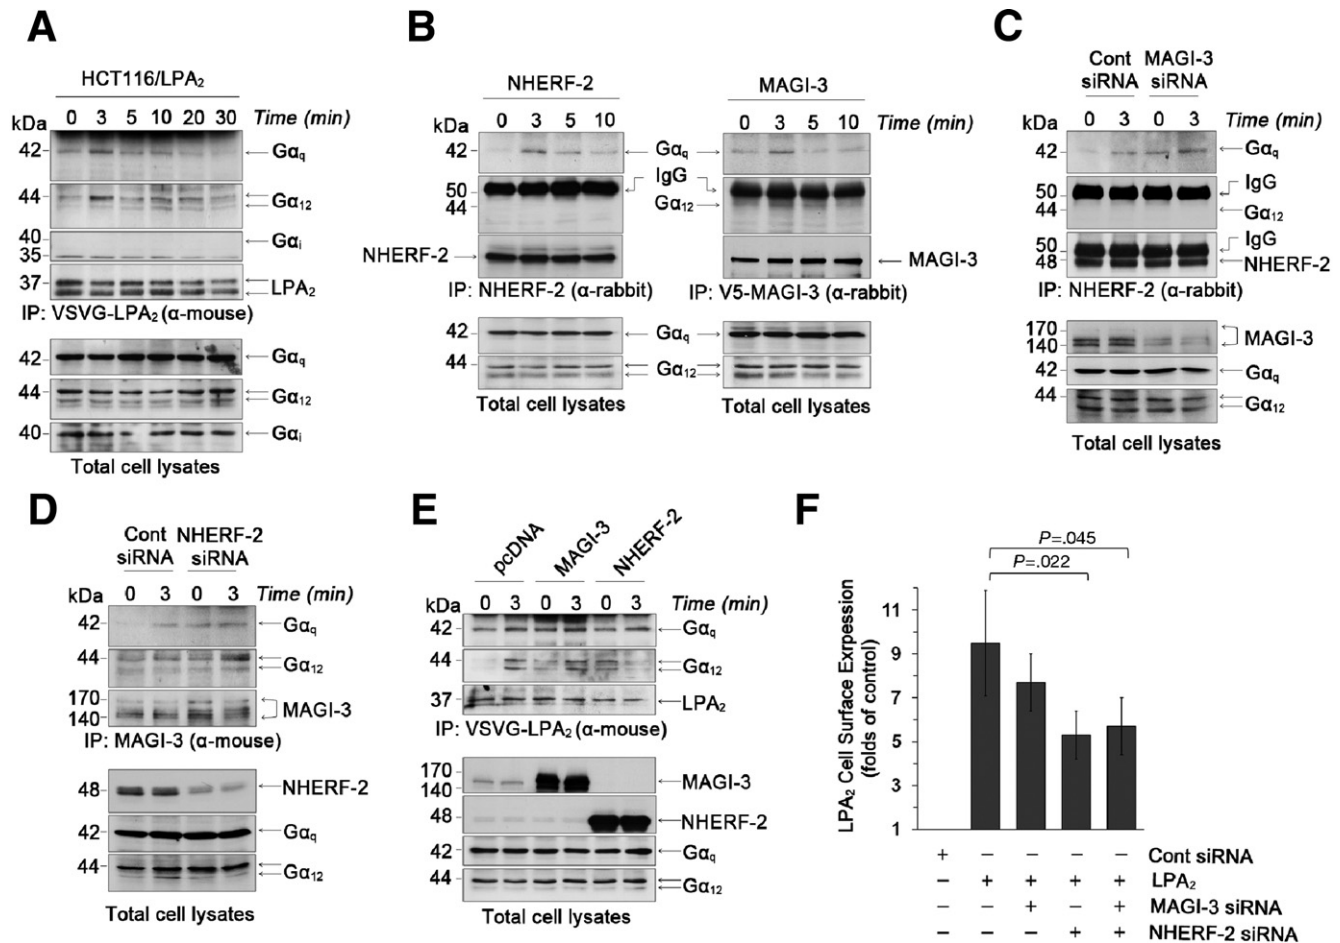 A
HCT116/LPA₂
0 3 5 10 20 30 Time (min)
kDa
42 Gαq
44 Gα₁₂
40 Gαi
35
37 LPA₂
IP: VSVG-LPA₂ (α-mouse)
42 Gαq
44 Gα₁₂
40 Gαi
Total cell lysates
B
NHERF-2 MAGI-3
0 3 5 10 0 3 5 10 Time (min)
kDa
42 Gαq 42
50 IgG 50
44 Gα₁₂ 44
NHERF-2 MAGI-3
IP: NHERF-2 (α-rabbit) IP: V5-MAGI-3 (α-rabbit)
42 Gαq 42
44 Gα₁₂ 44
Total cell lysates Total cell lysates
C
Cont MAGI-3
siRNA siRNA
0 3 0 3 Time (min)
kDa
42 Gαq
50 IgG
44 Gα₁₂
50 IgG
48 NHERF-2
IP: NHERF-2 (α-rabbit)
170
140 MAGI-3
42 Gαq
44 Gα₁₂
Total cell lysates
D
Cont NHERF-2
siRNA siRNA
0 3 0 3 Time (min)
kDa
42 Gαq
44 Gα₁₂
170
140 MAGI-3
IP: MAGI-3 (α-mouse)
48 NHERF-2
42 Gαq
44 Gα₁₂
Total cell lysates
E
pcDNA MAGI-3 NHERF-2
0 3 0 3 0 3 Time (min)
kDa
42 Gαq
44 Gα₁₂
37 LPA₂
IP: VSVG-LPA₂ (α-mouse)
170
140 MAGI-3
48 NHERF-2
42 Gαq
44 Gα₁₂
Total cell lysates
F
P=.045
P=.022
LPA₂ Cell Surface Exrpession
(folds of control)
11
9
7
5
3
1
+ – – – – Cont siRNA
– + + + + LPA₂
– – + – + MAGI-3 siRNA
– – – + + NHERF-2 siRNA